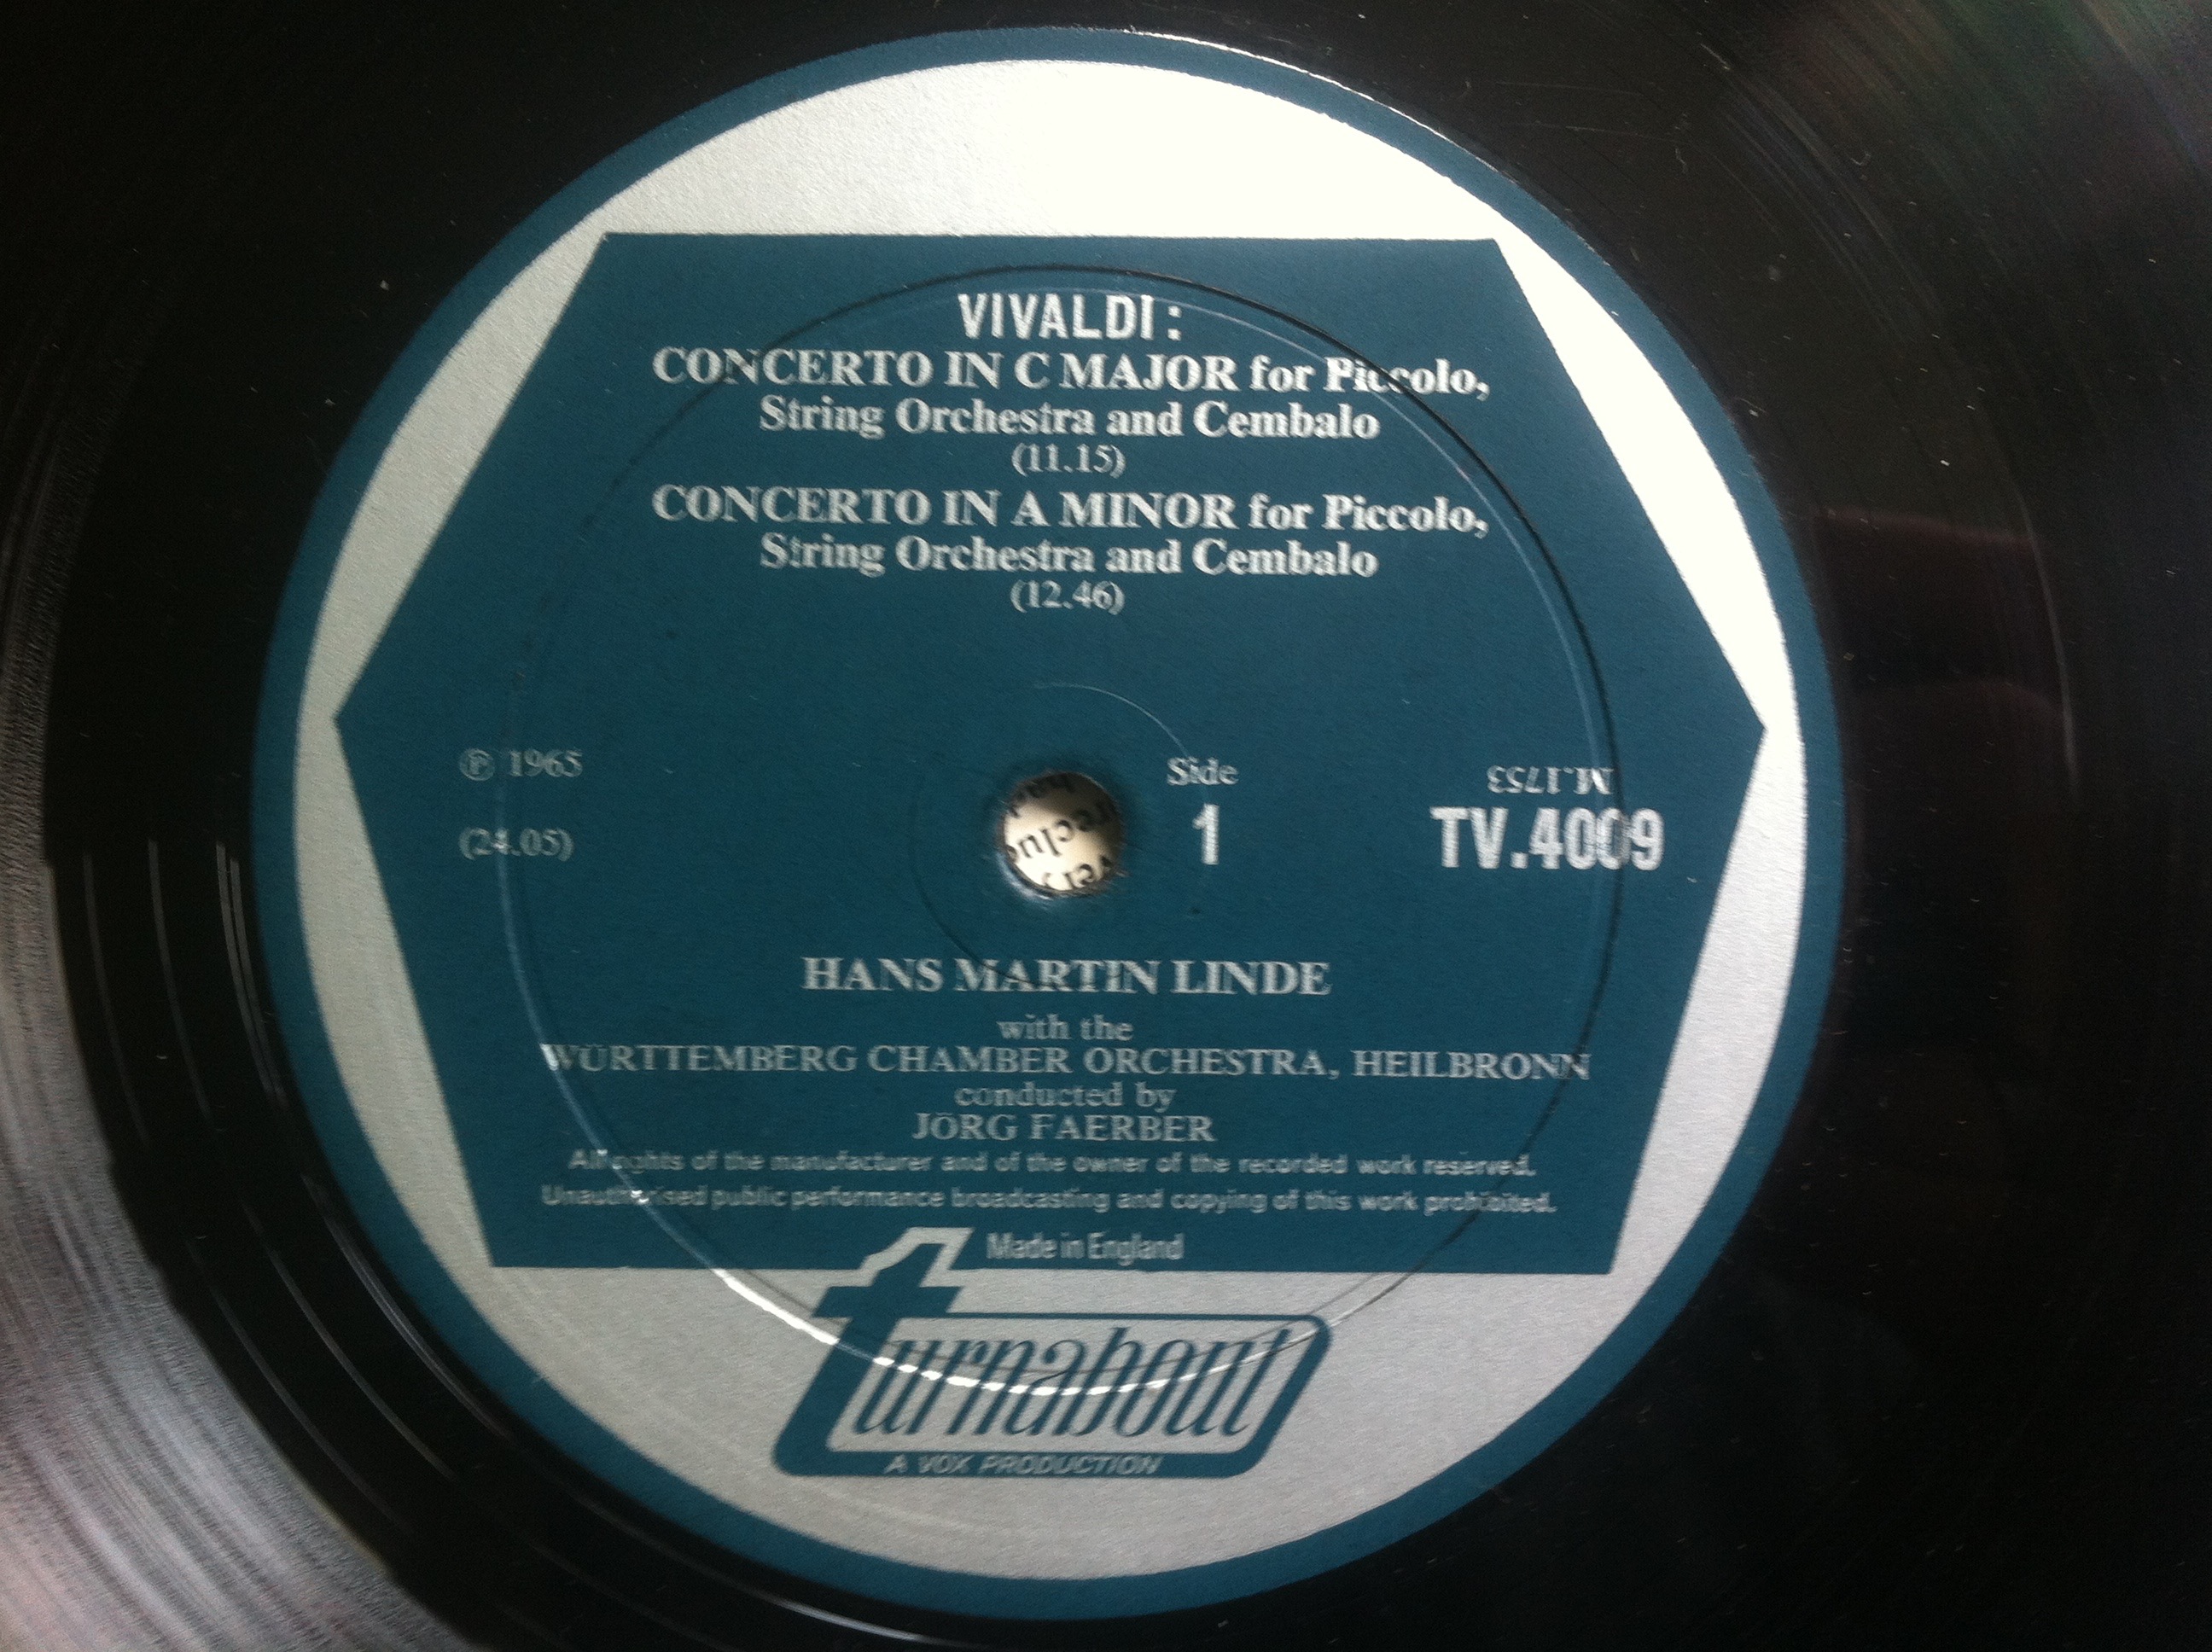 VIVALDI:
CONCERTO IN C MAJOR for Piccolo,
String Orchestra and Cembalo
(11.15)
CONCERTO IN A MINOR for Piccolo,
String Orchestra and Cembalo
(12.46)
℗ 1965
(24.05)
Side
1
M.1753
TV.4009
HANS MARTIN LINDE
with the
WÜRTTEMBERG CHAMBER ORCHESTRA, HEILBRONN
conducted by
JÖRG FAERBER
All rights of the manufacturer and of the owner of the recorded work reserved.
Unauthorised public performance broadcasting and copying of this work prohibited.
Made in England
turnabout
A VOX PRODUCTION